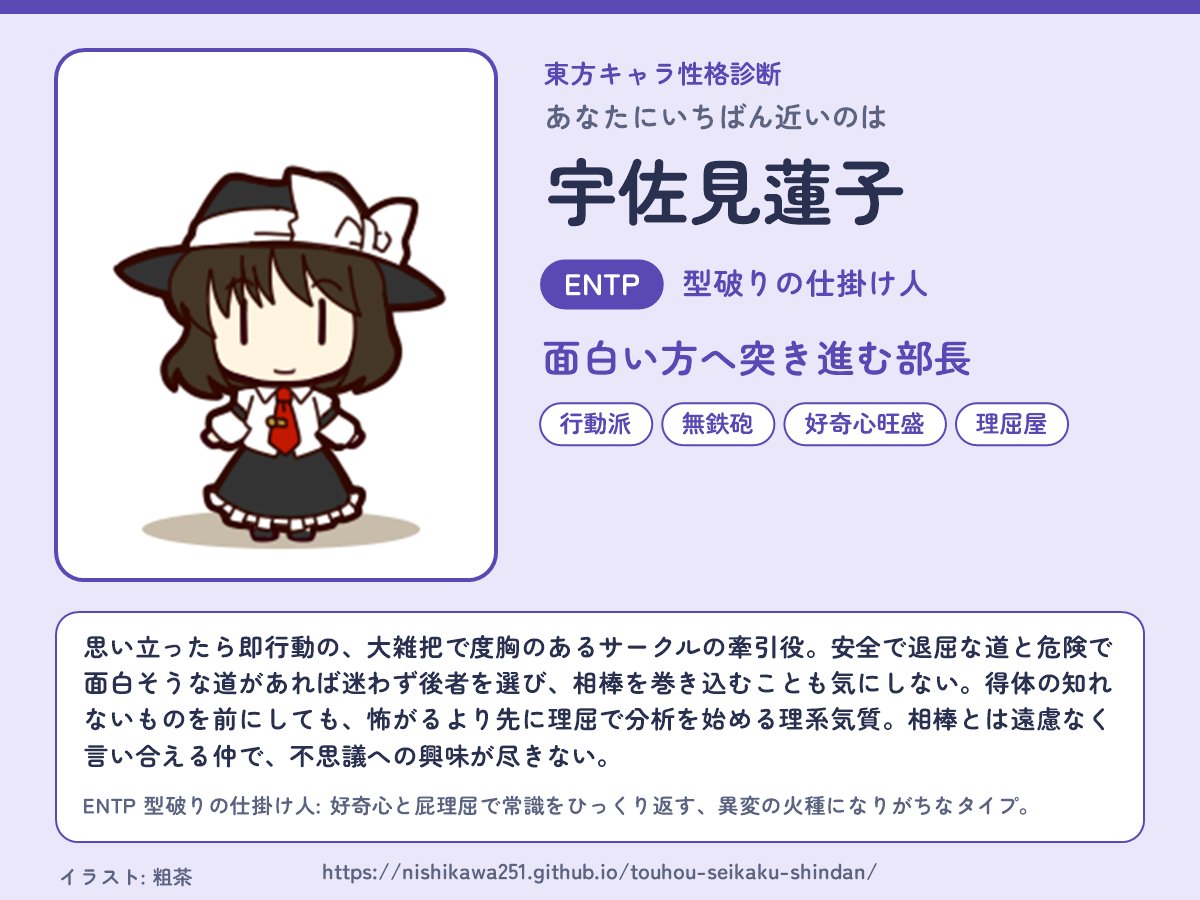 東方キャラ性格診断
あなたにいちばん近いのは
宇佐見蓮子
ENTP 型破りの仕掛け人
面白い方へ突き進む部長
行動派 無鉄砲 好奇心旺盛 理屈屋
思い立ったら即行動の、大雑把で度胸のあるサークルの牽引役。安全で退屈な道と危険で
面白そうな道があれば迷わず後者を選び、相棒を巻き込むことも気にしない。得体の知れ
ないものを前にしても、怖がるより先に理屈で分析を始める理系気質。相棒とは遠慮なく
言い合える仲で、不思議への興味が尽きない。
ENTP 型破りの仕掛け人: 好奇心と屁理屈で常識をひっくり返す、異変の火種になりがちなタイプ。
イラスト: 粗茶
https://nishikawa251.github.io/touhou-seikaku-shindan/